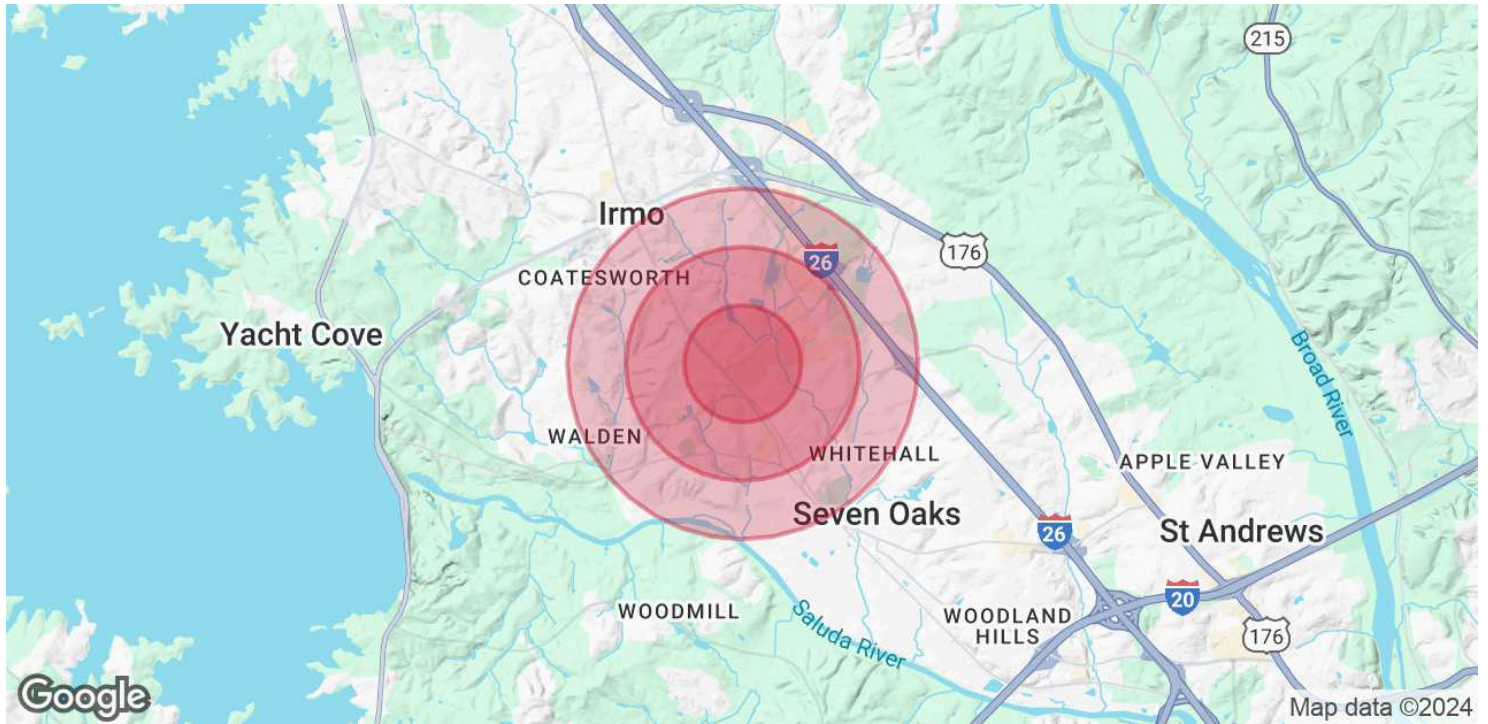 215
Irmo
176
26
COATESWORTH
Yacht Cove
Broad River
WALDEN
WHITEHALL
APPLE VALLEY
Seven Oaks
26
St Andrews
20
WOODMILL
Saluda River
WOODLAND
HILLS
176
Google
Map data ©2024